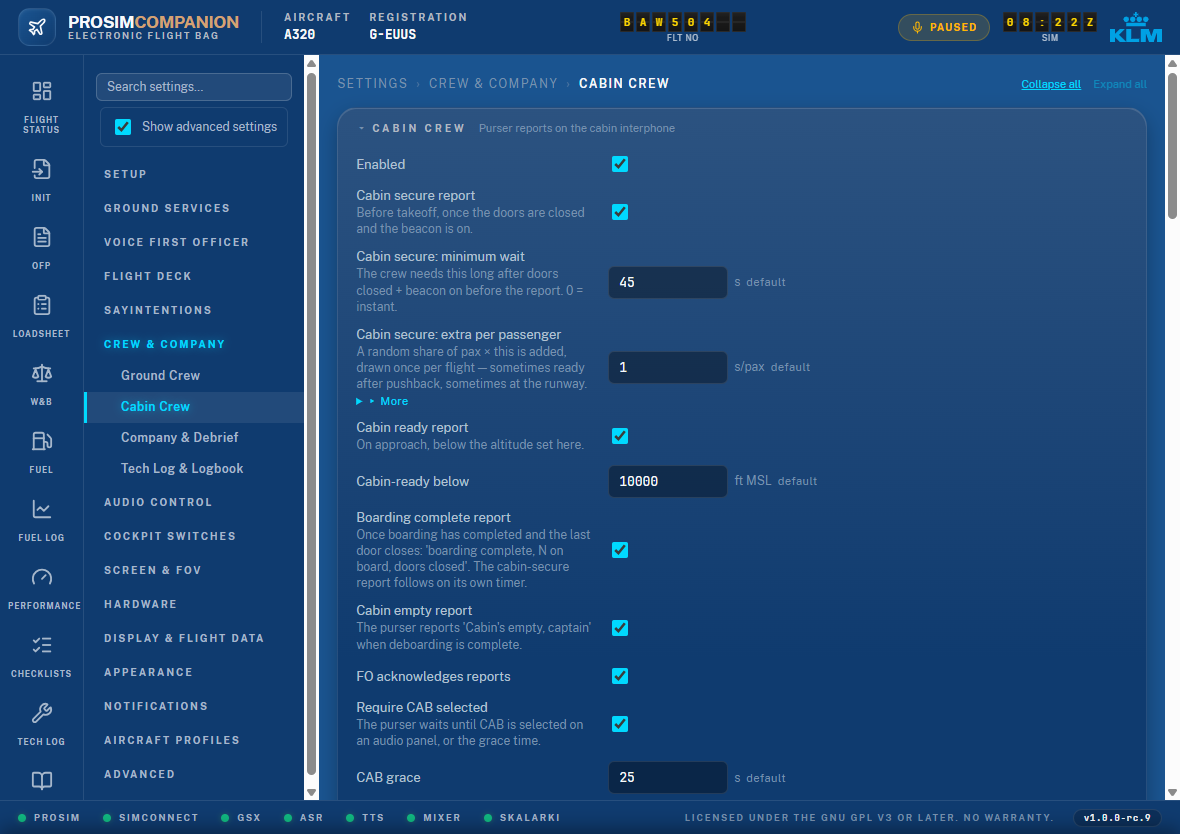 PROSIMCOMPANION
ELECTRONIC FLIGHT BAG
AIRCRAFT
A320
REGISTRATION
G-EUUS
BAW504
FLT NO
PAUSED
08:22Z
SIM
KLM
FLIGHT STATUS
INIT
OFP
LOADSHEET
W&B
FUEL
FUEL LOG
PERFORMANCE
CHECKLISTS
TECH LOG
Search settings...
Show advanced settings
SETUP
GROUND SERVICES
VOICE FIRST OFFICER
FLIGHT DECK
SAYINTENTIONS
CREW & COMPANY
Ground Crew
Cabin Crew
Company & Debrief
Tech Log & Logbook
AUDIO CONTROL
COCKPIT SWITCHES
SCREEN & FOV
HARDWARE
DISPLAY & FLIGHT DATA
APPEARANCE
NOTIFICATIONS
AIRCRAFT PROFILES
ADVANCED
SETTINGS › CREW & COMPANY › CABIN CREW
Collapse all Expand all
CABIN CREW Purser reports on the cabin interphone
Enabled
Cabin secure report
Before takeoff, once the doors are closed
and the beacon is on.
Cabin secure: minimum wait
The crew needs this long after doors
closed + beacon on before the report. 0 =
instant.
45 s default
Cabin secure: extra per passenger
A random share of pax × this is added,
drawn once per flight — sometimes ready
after pushback, sometimes at the runway.
▸ More
1 s/pax default
Cabin ready report
On approach, below the altitude set here.
Cabin-ready below
10000 ft MSL default
Boarding complete report
Once boarding has completed and the last
door closes: 'boarding complete, N on
board, doors closed'. The cabin-secure
report follows on its own timer.
Cabin empty report
The purser reports 'Cabin's empty, captain'
when deboarding is complete.
FO acknowledges reports
Require CAB selected
The purser waits until CAB is selected on
an audio panel, or the grace time.
CAB grace
25 s default
PROSIM SIMCONNECT GSX ASR TTS MIXER SKALARKI
LICENSED UNDER THE GNU GPL V3 OR LATER. NO WARRANTY.
v1.0.0-rc.9